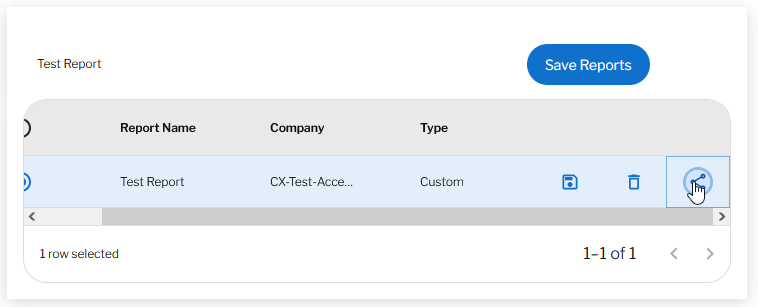 Test Report
Save Reports
Report Name Company Type
Test Report CX-Test-Acce... Custom
1 row selected 1–1 of 1